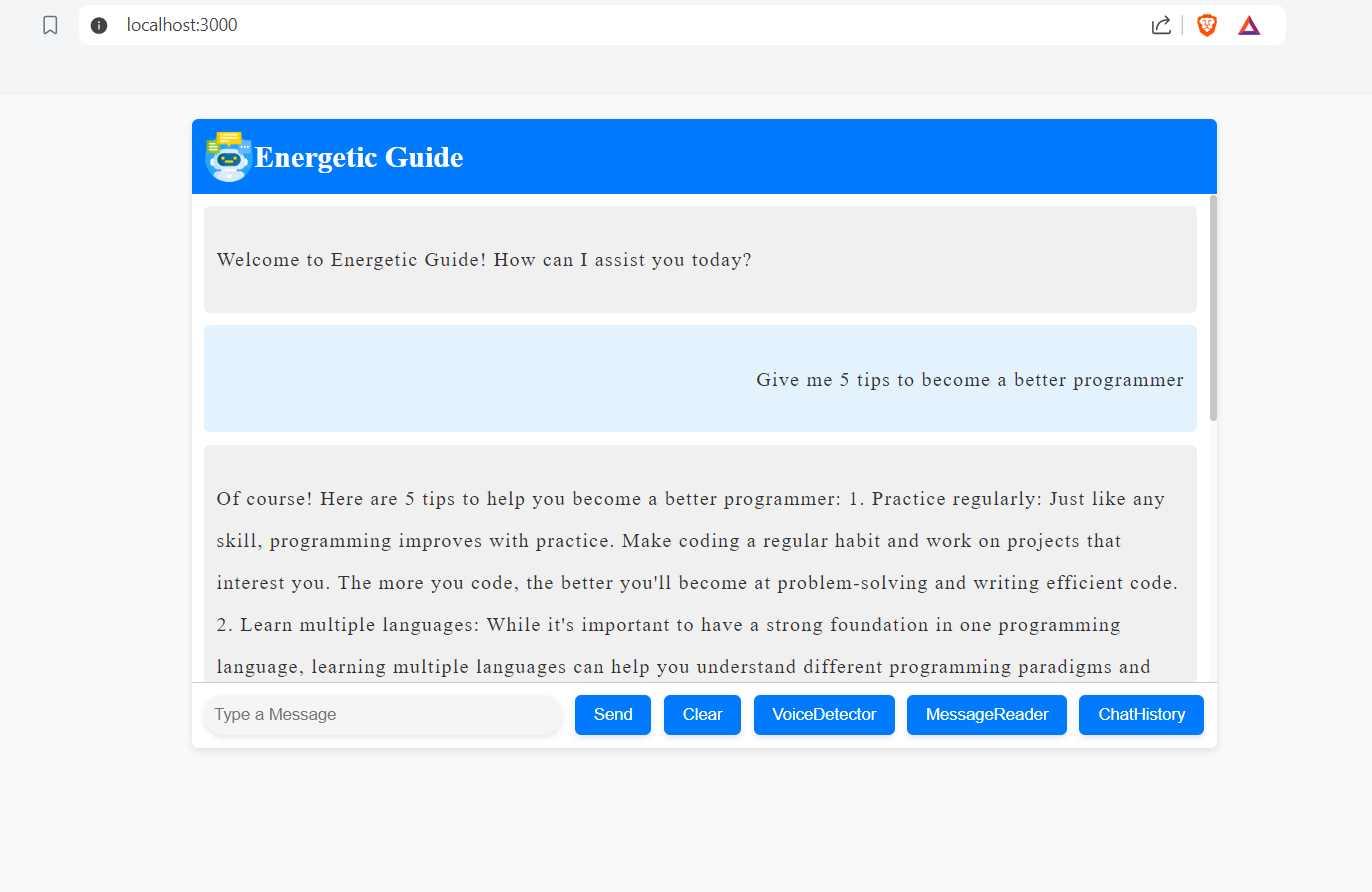 localhost:3000
Energetic Guide
Welcome to Energetic Guide! How can I assist you today?
Give me 5 tips to become a better programmer
Of course! Here are 5 tips to help you become a better programmer: 1. Practice regularly: Just like any
skill, programming improves with practice. Make coding a regular habit and work on projects that
interest you. The more you code, the better you'll become at problem-solving and writing efficient code.
2. Learn multiple languages: While it's important to have a strong foundation in one programming
language, learning multiple languages can help you understand different programming paradigms and
Type a Message
Send
Clear
VoiceDetector
MessageReader
ChatHistory